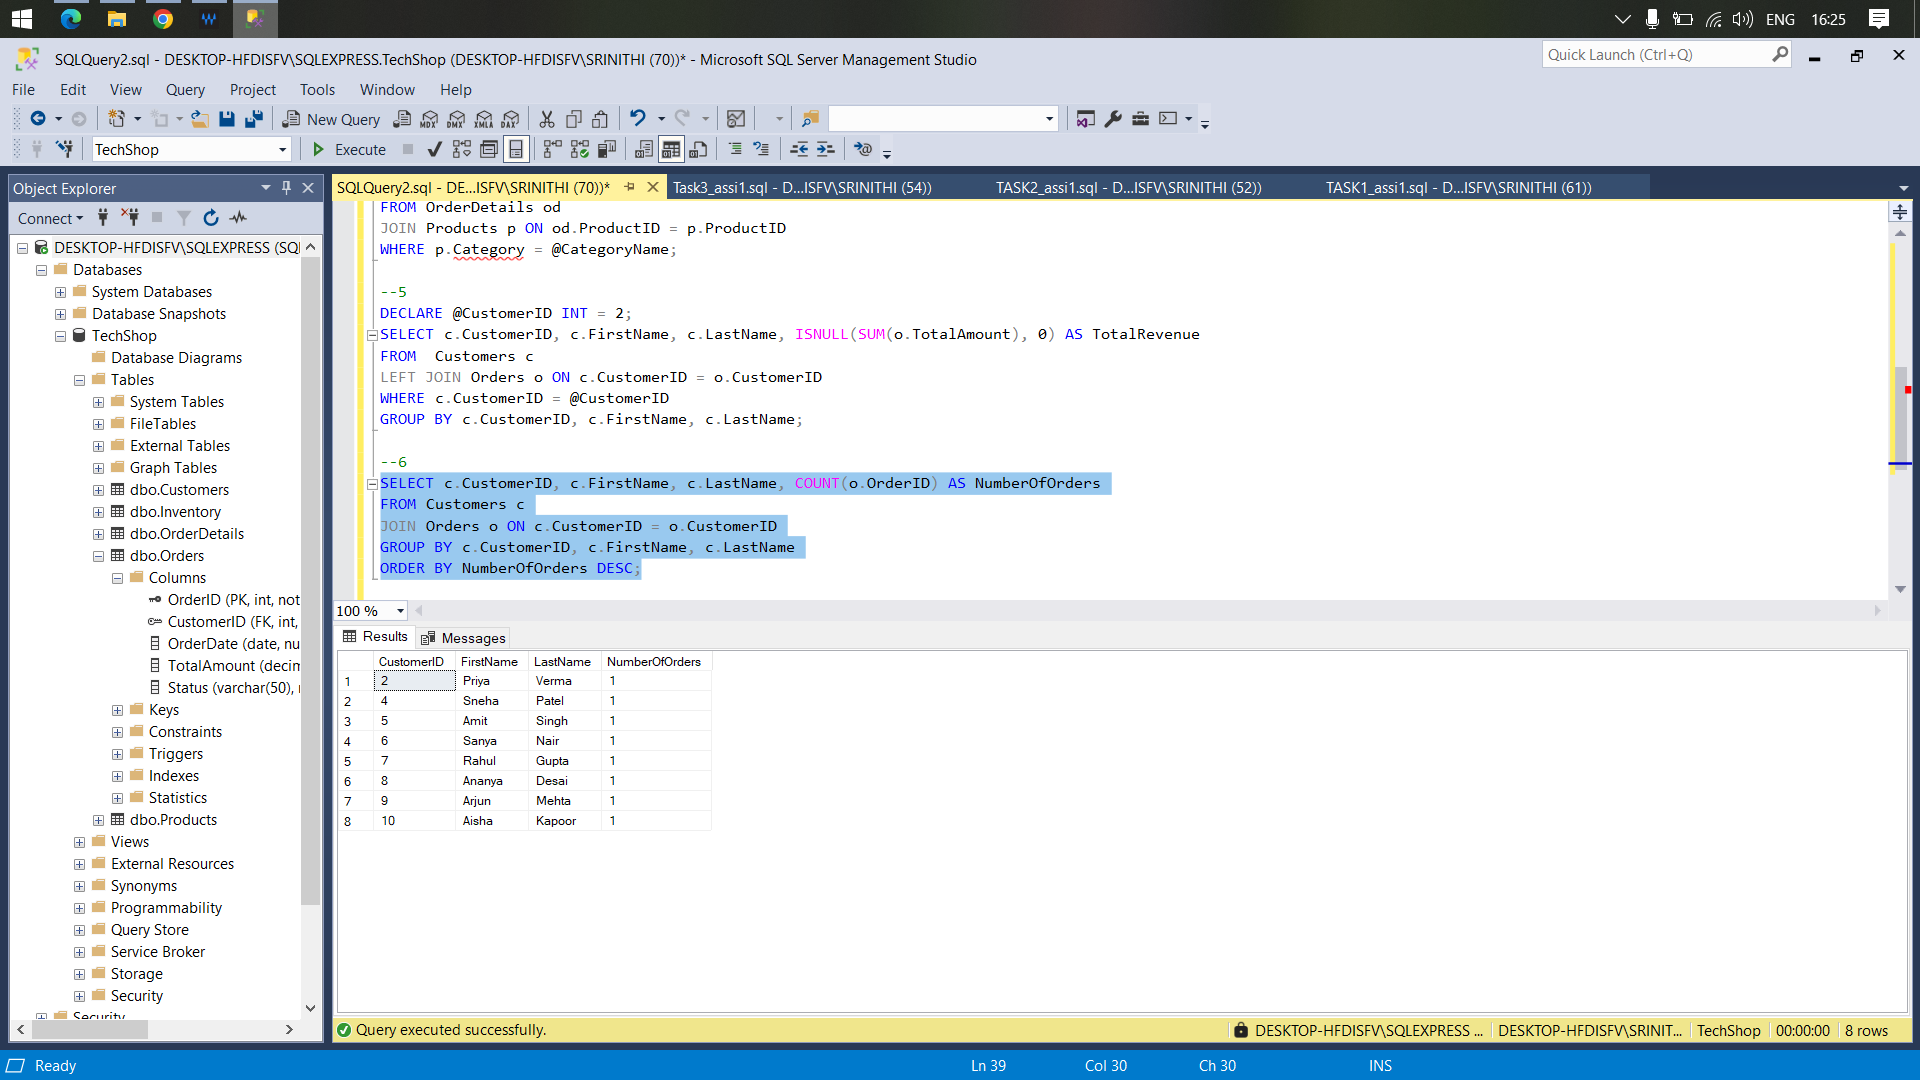 ENG 16:25
SQLQuery2.sql - DESKTOP-HFDISFV\SQLEXPRESS.TechShop (DESKTOP-HFDISFV\SRINITHI (70))* - Microsoft SQL Server Management Studio
Quick Launch (Ctrl+Q)
File Edit View Query Project Tools Window Help
New Query MDX DMX XMLA DAX
TechShop Execute
Object Explorer
Connect
DESKTOP-HFDISFV\SQLEXPRESS (SQ
Databases
System Databases
Database Snapshots
TechShop
Database Diagrams
Tables
System Tables
FileTables
External Tables
Graph Tables
dbo.Customers
dbo.Inventory
dbo.OrderDetails
dbo.Orders
Columns
OrderID (PK, int, not
CustomerID (FK, int,
OrderDate (date, nu
TotalAmount (decin
Status (varchar(50), 
Keys
Constraints
Triggers
Indexes
Statistics
dbo.Products
Views
External Resources
Synonyms
Programmability
Query Store
Service Broker
Storage
Security
Security
SQLQuery2.sql - DE...ISFV\SRINITHI (70))* Task3_assi1.sql - D...ISFV\SRINITHI (54)) TASK2_assi1.sql - D...ISFV\SRINITHI (52)) TASK1_assi1.sql - D...ISFV\SRINITHI (61))
FROM OrderDetails od
JOIN Products p ON od.ProductID = p.ProductID
WHERE p.Category = @CategoryName;
--5
DECLARE @CustomerID INT = 2;
SELECT c.CustomerID, c.FirstName, c.LastName, ISNULL(SUM(o.TotalAmount), 0) AS TotalRevenue
FROM  Customers c
LEFT JOIN Orders o ON c.CustomerID = o.CustomerID
WHERE c.CustomerID = @CustomerID
GROUP BY c.CustomerID, c.FirstName, c.LastName;
--6
SELECT c.CustomerID, c.FirstName, c.LastName, COUNT(o.OrderID) AS NumberOfOrders
FROM Customers c
JOIN Orders o ON c.CustomerID = o.CustomerID
GROUP BY c.CustomerID, c.FirstName, c.LastName
ORDER BY NumberOfOrders DESC;
100 %
Results Messages
CustomerID FirstName LastName NumberOfOrders
1 2 Priya Verma 1
2 4 Sneha Patel 1
3 5 Amit Singh 1
4 6 Sanya Nair 1
5 7 Rahul Gupta 1
6 8 Ananya Desai 1
7 9 Arjun Mehta 1
8 10 Aisha Kapoor 1
Query executed successfully. DESKTOP-HFDISFV\SQLEXPRESS ... DESKTOP-HFDISFV\SRINIT... TechShop 00:00:00 8 rows
Ready Ln 39 Col 30 Ch 30 INS